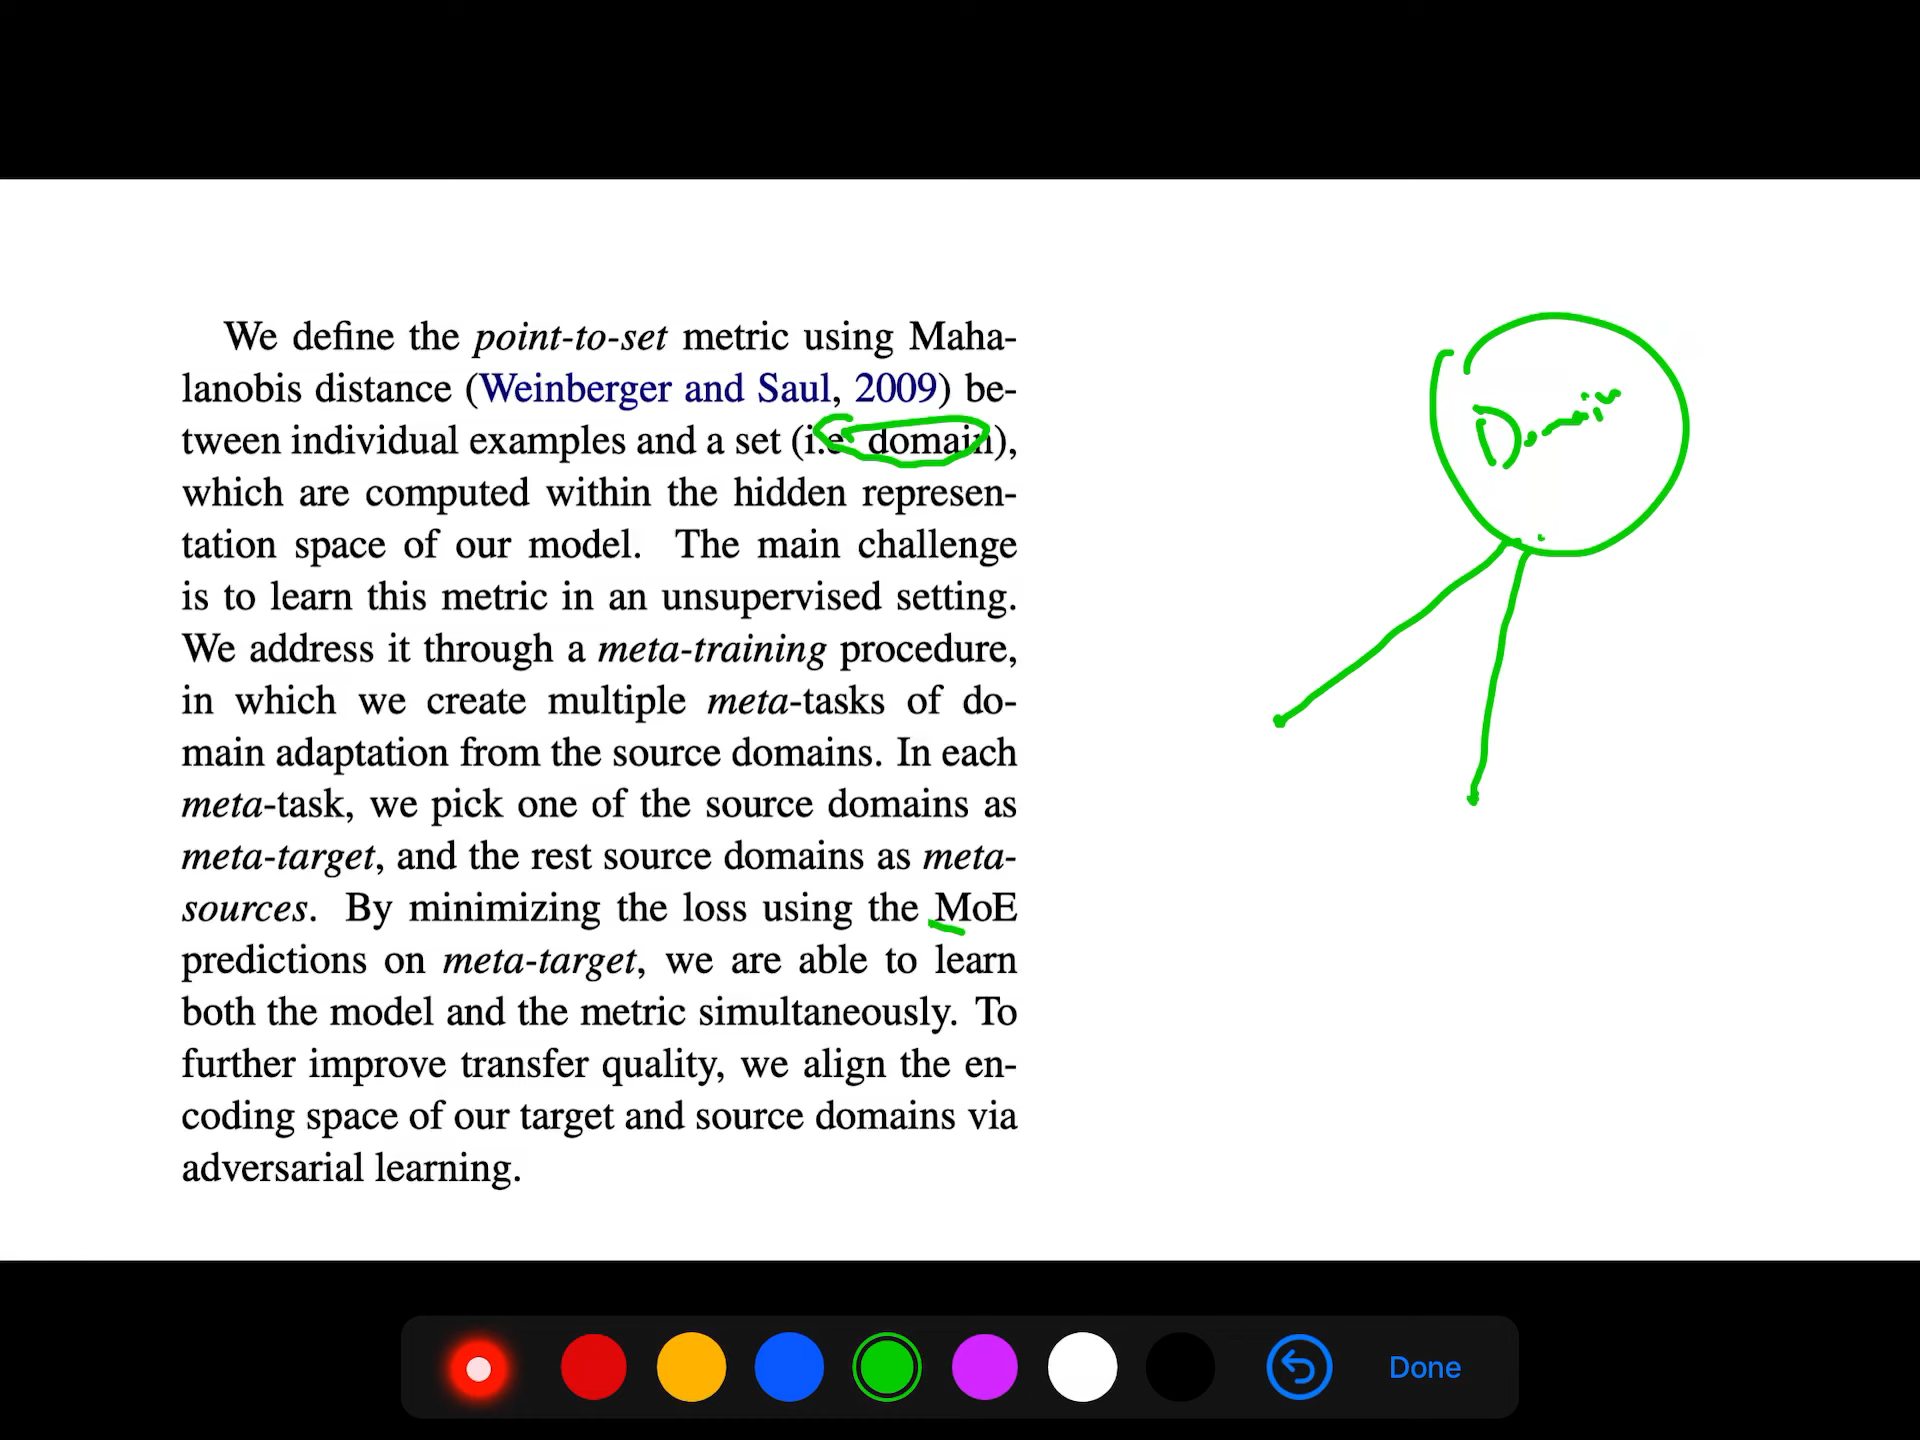 We define the point-to-set metric using Maha-
lanobis distance (Weinberger and Saul, 2009) be-
tween individual examples and a set (i.e. domain),
which are computed within the hidden represen-
tation space of our model. The main challenge
is to learn this metric in an unsupervised setting.
We address it through a meta-training procedure,
in which we create multiple meta-tasks of do-
main adaptation from the source domains. In each
meta-task, we pick one of the source domains as
meta-target, and the rest source domains as meta-
sources. By minimizing the loss using the MoE
predictions on meta-target, we are able to learn
both the model and the metric simultaneously. To
further improve transfer quality, we align the en-
coding space of our target and source domains via
adversarial learning.
Domain
Done